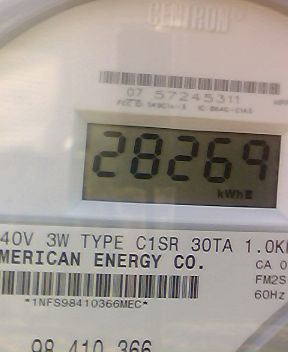 CENTRON
07 57245311
28269
kWh
40V 3W TYPE C1SR 30TA 1.0K
MERICAN ENERGY CO.
CA 0
FM2S
*1NFS98410366MEC*
60Hz
98 410 366